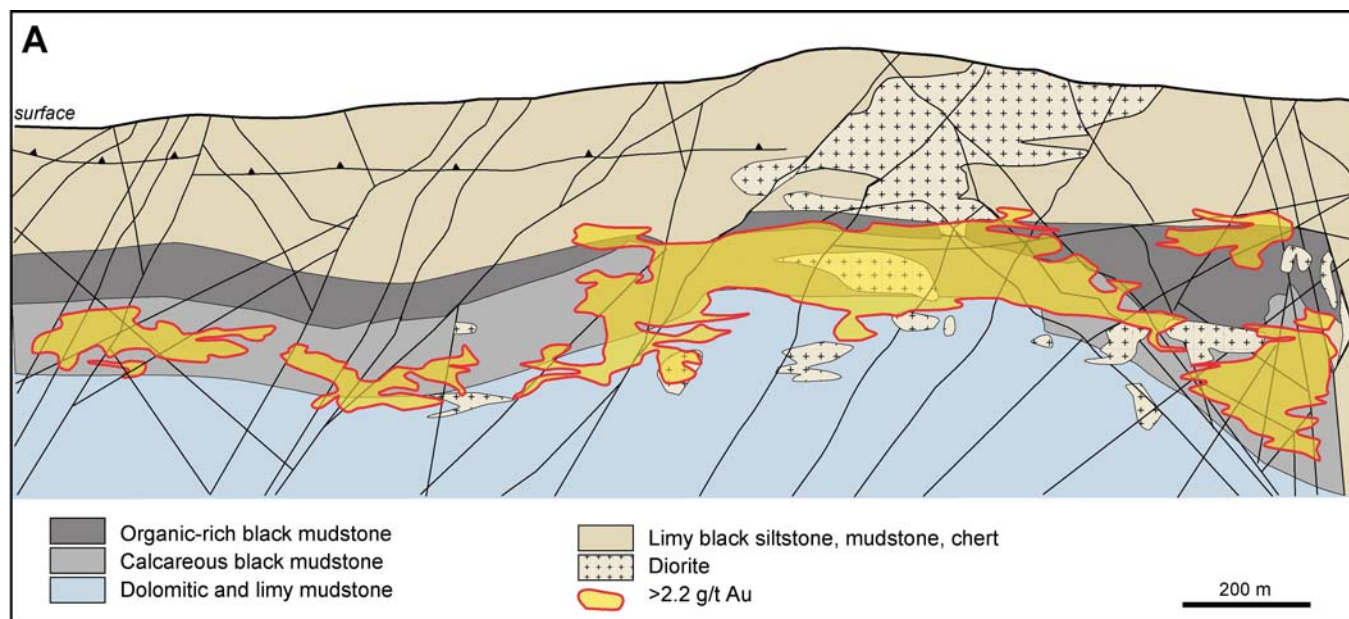 A
surface
Organic-rich black mudstone
Calcareous black mudstone
Dolomitic and limy mudstone
Limy black siltstone, mudstone, chert
Diorite
>2.2 g/t Au
200 m